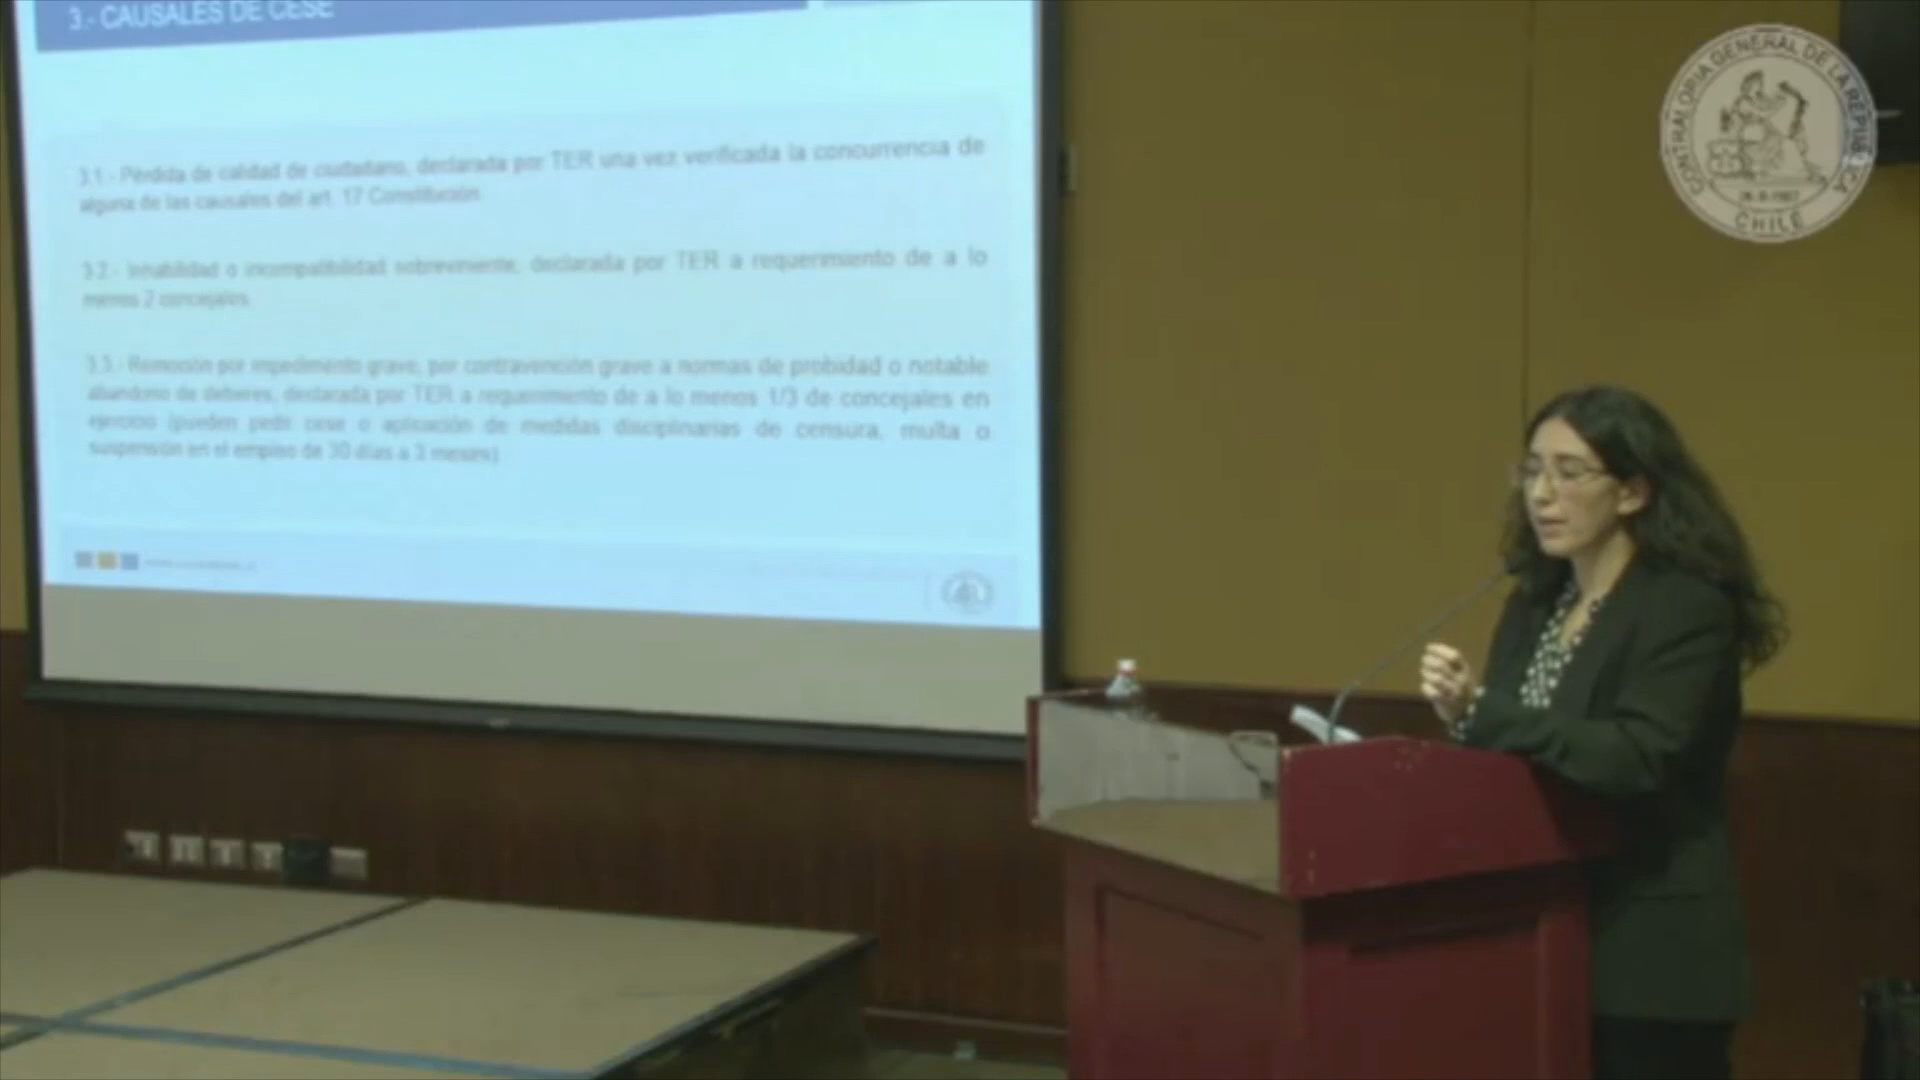 3.- CAUSALES DE CESE
3.1.- Pérdida de calidad de ciudadano, declarada por TER una vez verificada la concurrencia de
alguna de las causales del art. 17 Constitución.
3.2.- Inhabilidad o incompatibilidad sobreviniente, declarada por TER a requerimiento de a lo
menos 2 concejales.
3.3.- Remoción por impedimento grave, por contravención grave a normas de probidad o notable
abandono de deberes, declarada por TER a requerimiento de a lo menos 1/3 de concejales en
ejercicio (pueden pedir cese o aplicación de medidas disciplinarias de censura, multa o
suspensión en el empleo de 30 días a 3 meses)
CONTRALORIA GENERAL DE LA REPUBLICA
CHILE